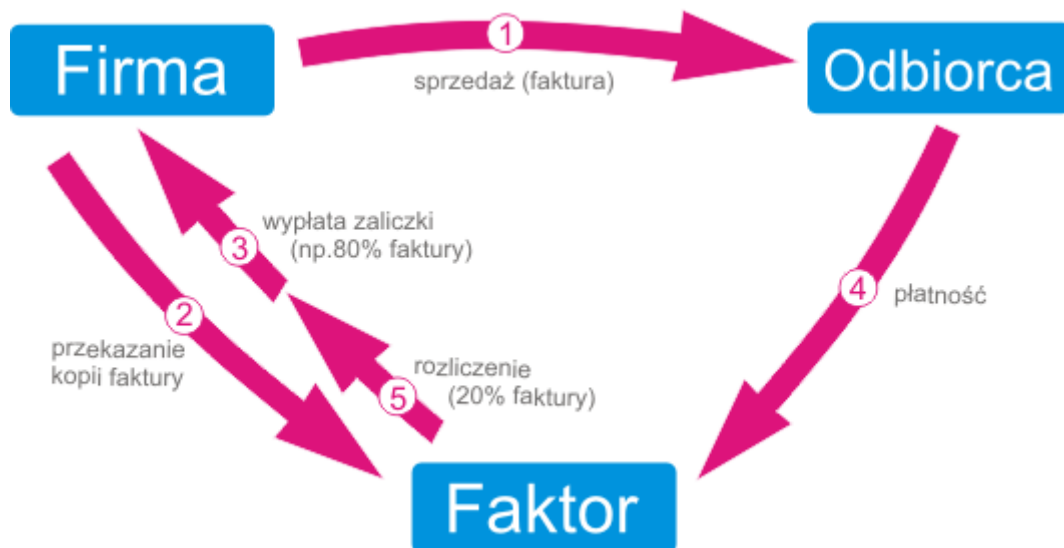 Firma
1
sprzedaż (faktura)
Odbiorca
wypłata zaliczki
3
(np.80% faktury)
2
przekazanie
kopii faktury
4
płatność
rozliczenie
5
(20% faktury)
Faktor